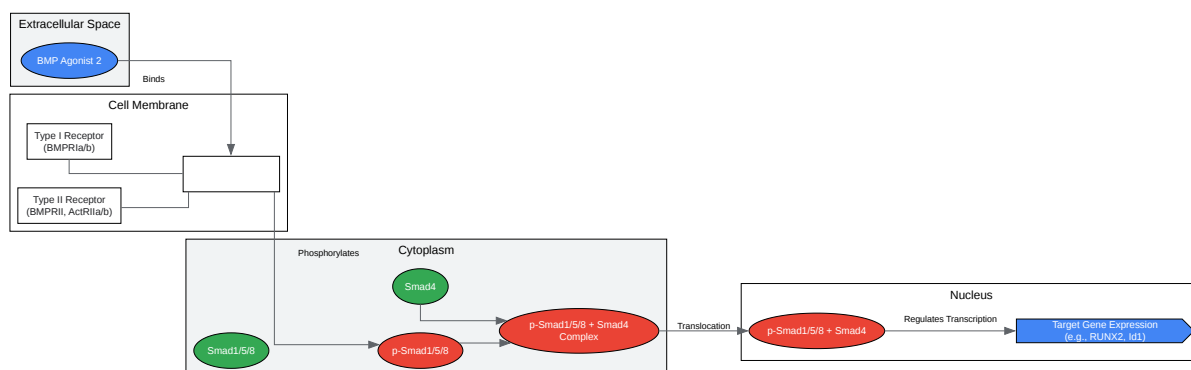 Extracellular Space
BMP Agonist 2
Binds
Cell Membrane
Type I Receptor
(BMPRIa/b)
Type II Receptor
(BMPRII, ActRIIa/b)
Phosphorylates
Cytoplasm
Smad4
Smad1/5/8
p-Smad1/5/8
p-Smad1/5/8 + Smad4
Complex
Translocation
Nucleus
p-Smad1/5/8 + Smad4
Regulates Transcription
Target Gene Expression
(e.g., RUNX2, Id1)